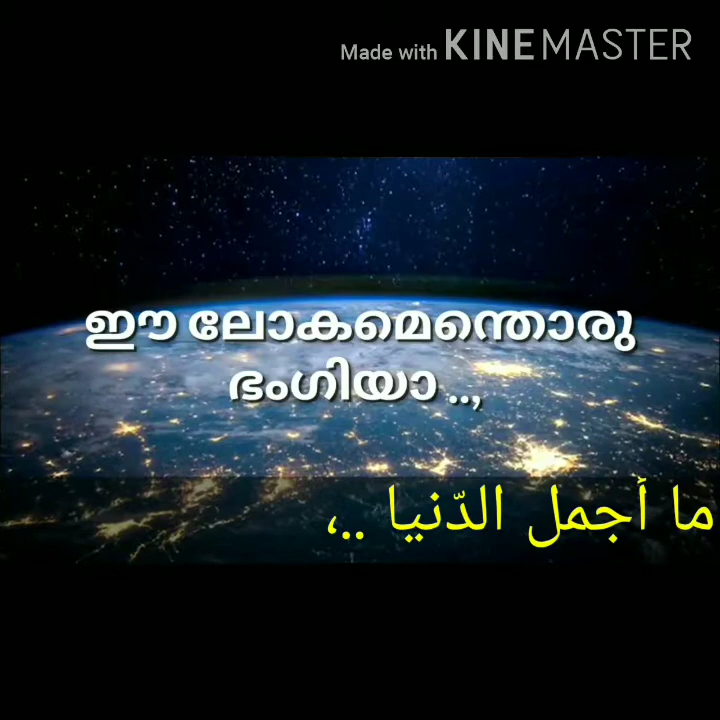 Made with KINEMASTER
ഈ ലോകമെന്തൊരു
ഭംഗിയാ ..,
ما أجمل الدّنيا ..،